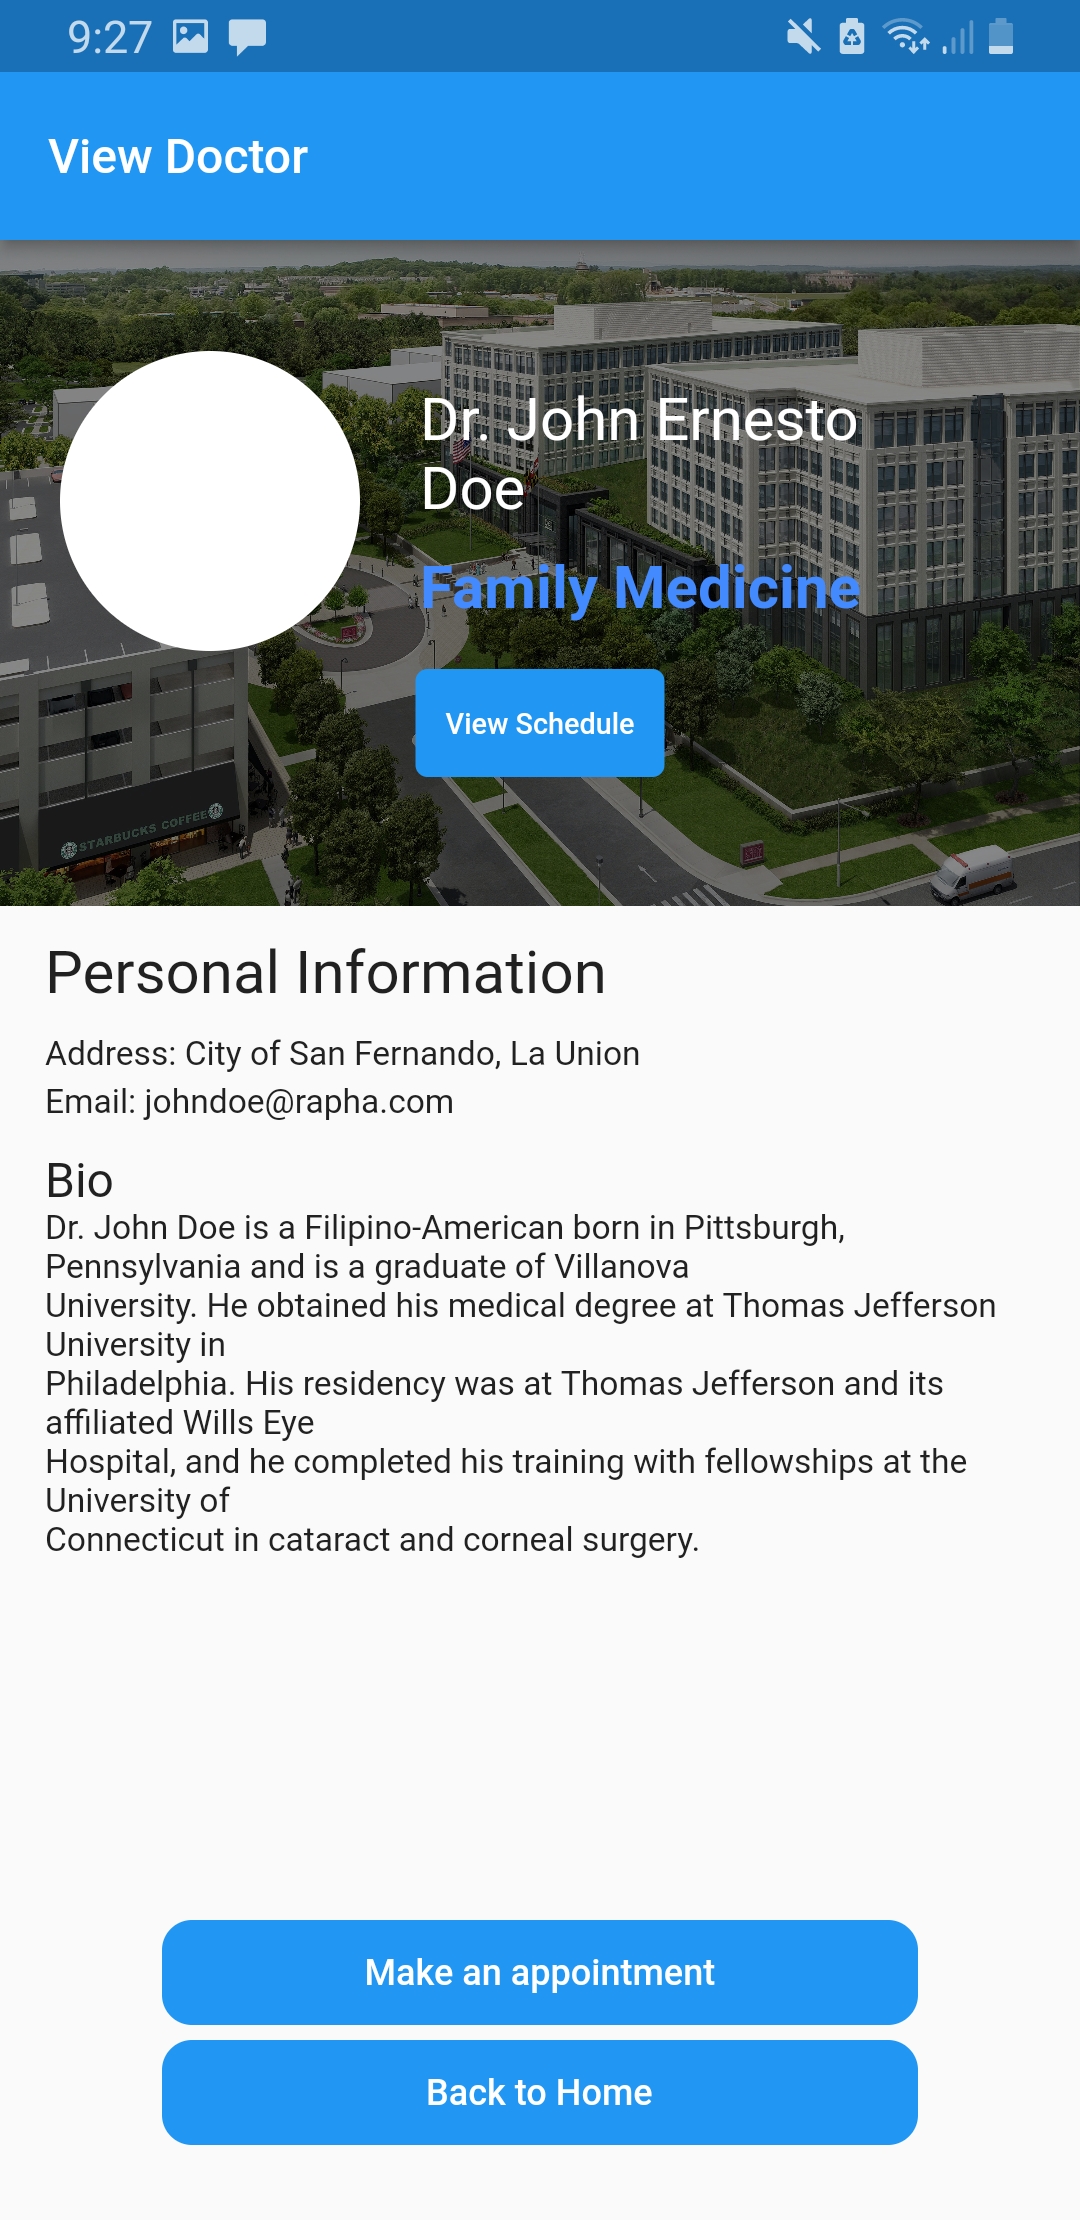 9:27
View Doctor
Dr. John Ernesto
Doe
Family Medicine
View Schedule
STARBUCKS COFFEE
Personal Information
Address: City of San Fernando, La Union
Email: johndoe@rapha.com
Bio
Dr. John Doe is a Filipino-American born in Pittsburgh,
Pennsylvania and is a graduate of Villanova
University. He obtained his medical degree at Thomas Jefferson
University in
Philadelphia. His residency was at Thomas Jefferson and its
affiliated Wills Eye
Hospital, and he completed his training with fellowships at the
University of
Connecticut in cataract and corneal surgery.
Make an appointment
Back to Home